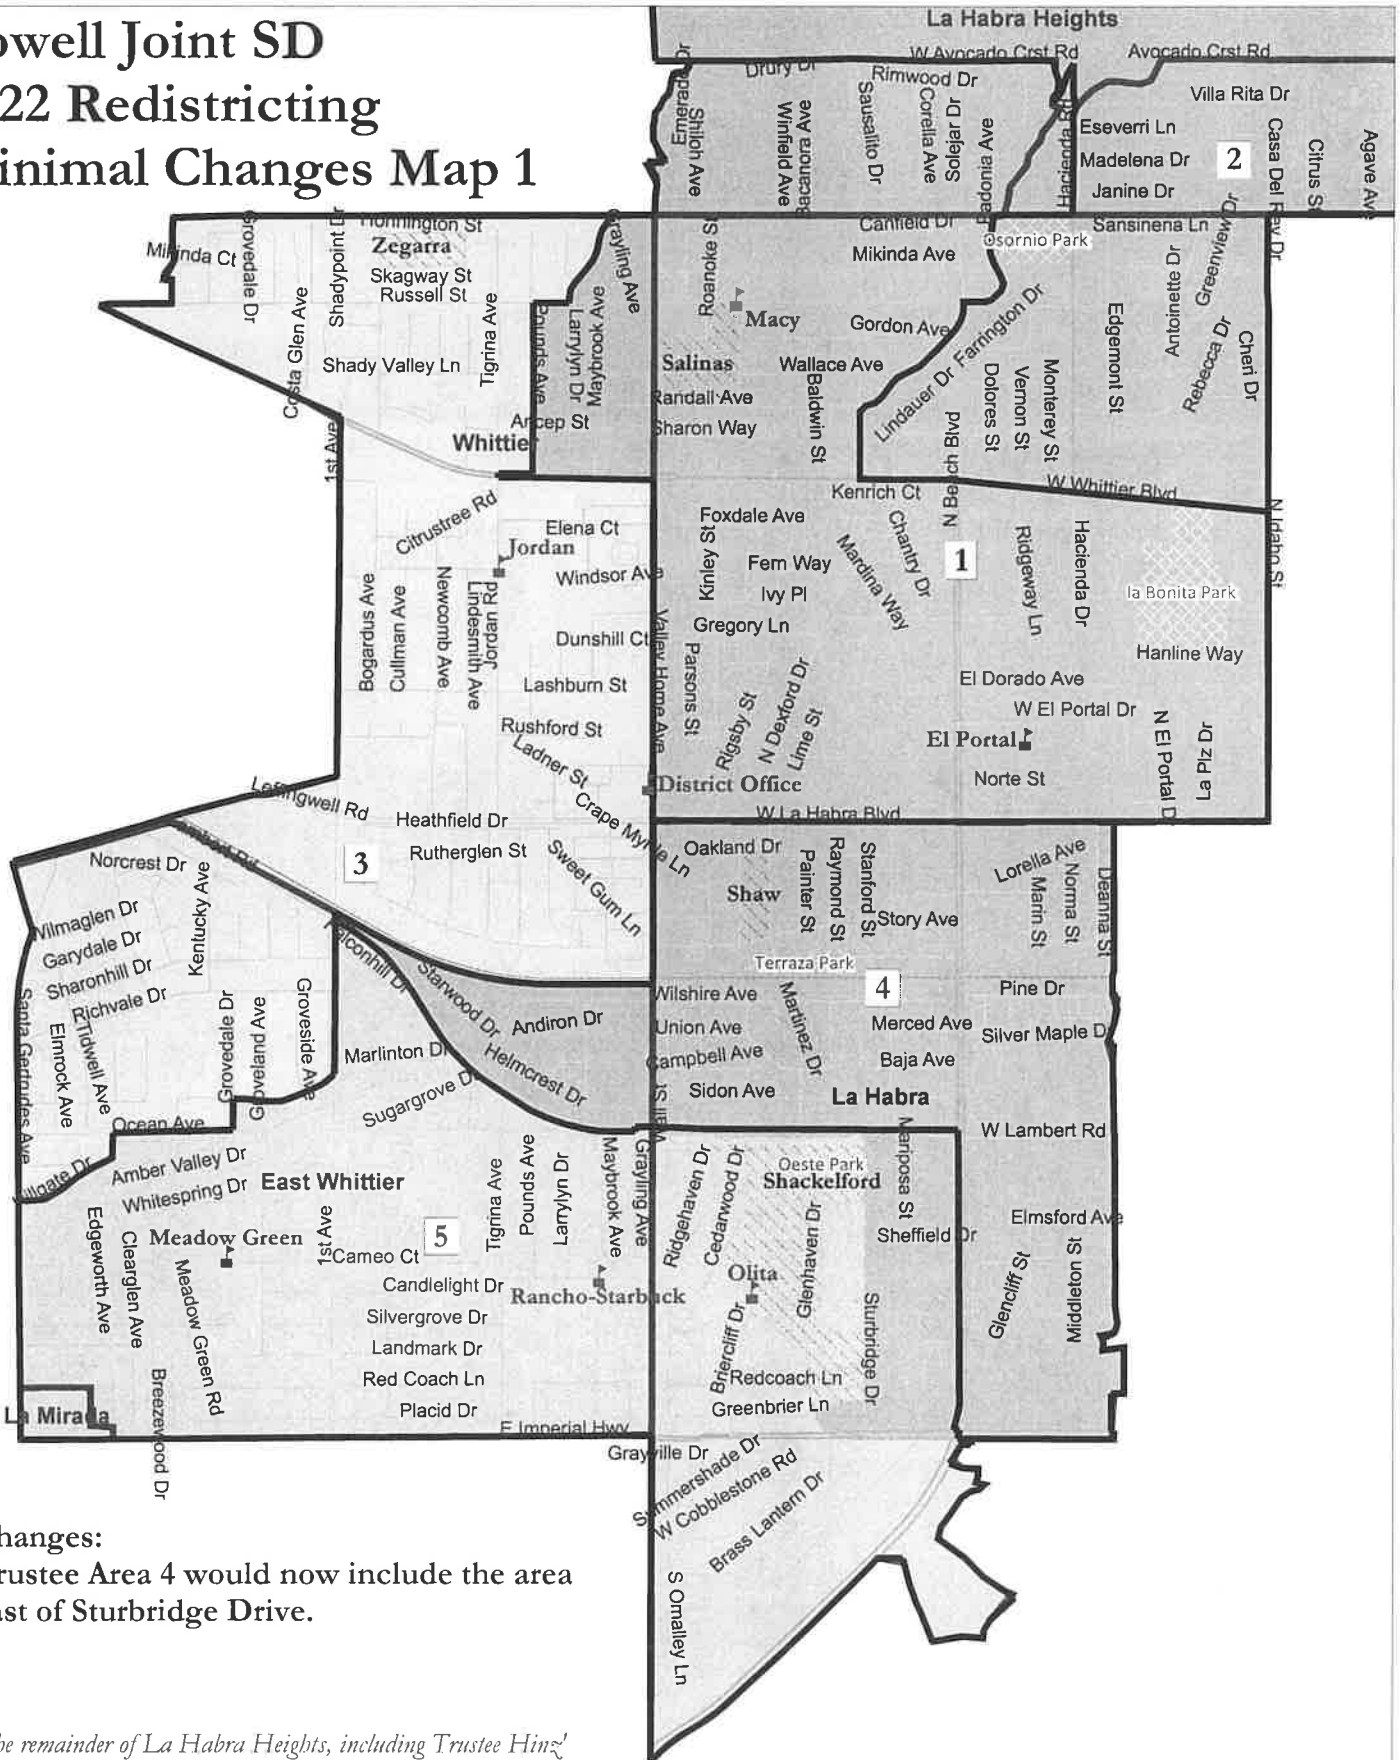 owell Joint SD
22 Redistricting
inimal Changes Map 1
La Habra Heights
W Avocado Crst Rd
Avocado Crst Rd
Drury Dr
Rimwood Dr
Villa Rita Dr
Emerada Dr
Shiloh Ave
Winfield Ave
Bacanora Ave
Sausalito Dr
Corella Ave
Solejar Dr
Badonia Ave
Hacienda Rd
Eseverri Ln
Madelena Dr
Janine Dr
2
Casa Del Rey Dr
Citrus St
Agave Ave
Mikinda Ct
Grovedale Dr
Shadypoint Dr
Honnington St
Zegarra
Skagway St
Russell St
Costa Glen Ave
Shady Valley Ln
Tigrina Ave
Pounds Ave
Larrylyn Dr
Maybrook Ave
Grayling Ave
Arcep St
Whittier
1st Ave
Roanoke St
Macy
Salinas
Randall Ave
Sharon Way
Wallace Ave
Baldwin St
Canfield Dr
Mikinda Ave
Gordon Ave
Osornio Park
Sansinena Ln
Lindauer Dr
Farrington Dr
N Beach Blvd
Dolores St
Vernon St
Monterey St
Edgemont St
Antoinette Dr
Greenview Dr
Rebecca Dr
Cheri Dr
W Whittier Blvd
N Idaho St
Citrustree Rd
Elena Ct
Jordan
Windsor Ave
Bogardus Ave
Cullman Ave
Newcomb Ave
Lindesmith Ave
Jordan Rd
Dunshill Ct
Lashburn St
Rushford St
Ladner St
Crape Myrtle Ln
Valley Home Ave
Kenrich Ct
Foxdale Ave
Kinley St
Fern Way
Ivy Pl
Gregory Ln
Mardina Way
Chantry Dr
1
Ridgeway Ln
Hacienda Dr
la Bonita Park
Hanline Way
Parsons St
Rigsby St
N Dexford Dr
Lime St
El Dorado Ave
W El Portal Dr
El Portal
Norte St
N El Portal D
La Plz Dr
District Office
W La Habra Blvd
Leffingwell Rd
Lambert Rd
Heathfield Dr
Rutherglen St
3
Sweet Gum Ln
Norcrest Dr
Kentucky Ave
Wilmaglen Dr
Garydale Dr
Sharonhill Dr
Richvale Dr
Santa Gertrudes Ave
Elmrock Ave
Tidwell Ave
Grovedale Dr
Groveland Ave
Groveside Ave
Ocean Ave
Falconhill Dr
Starwood Dr
Andiron Dr
Helmcrest Dr
Marlinton Dr
Sugargrove Dr
Oakland Dr
Shaw
Painter St
Raymond St
Stanford St
Story Ave
Lorella Ave
Marin St
Norma St
Deanna St
Terraza Park
4
Wilshire Ave
Union Ave
Campbell Ave
Sidon Ave
Martinez Dr
Merced Ave
Baja Ave
La Habra
Pine Dr
Silver Maple D
W Lambert Rd
Hillgate Dr
Amber Valley Dr
Whitespring Dr
East Whittier
Meadow Green
Edgeworth Ave
Clearglen Ave
Meadow Green Rd
Breezewood Dr
1st Ave
Cameo Ct
5
Candlelight Dr
Silvergrove Dr
Landmark Dr
Red Coach Ln
Placid Dr
Tigrina Ave
Pounds Ave
Larrylyn Dr
Maybrook Ave
Grayling Ave
Rancho-Starbuck
E Imperial Hwy
La Mirada
Ridgehaven Dr
Cedarwood Dr
Oeste Park
Shackelford
Olita
Glenhaven Dr
Briercliff Dr
Redcoach Ln
Greenbrier Ln
Mariposa St
Sheffield Dr
Sturbridge Dr
Elmsford Ave
Glencliff St
Middleton St
Grayville Dr
Summershade Dr
W Cobblestone Rd
Brass Lantern Dr
S Omalley Ln
hanges:
rustee Area 4 would now include the area
ast of Sturbridge Drive.
he remainder of La Habra Heights, including Trustee Hinz'